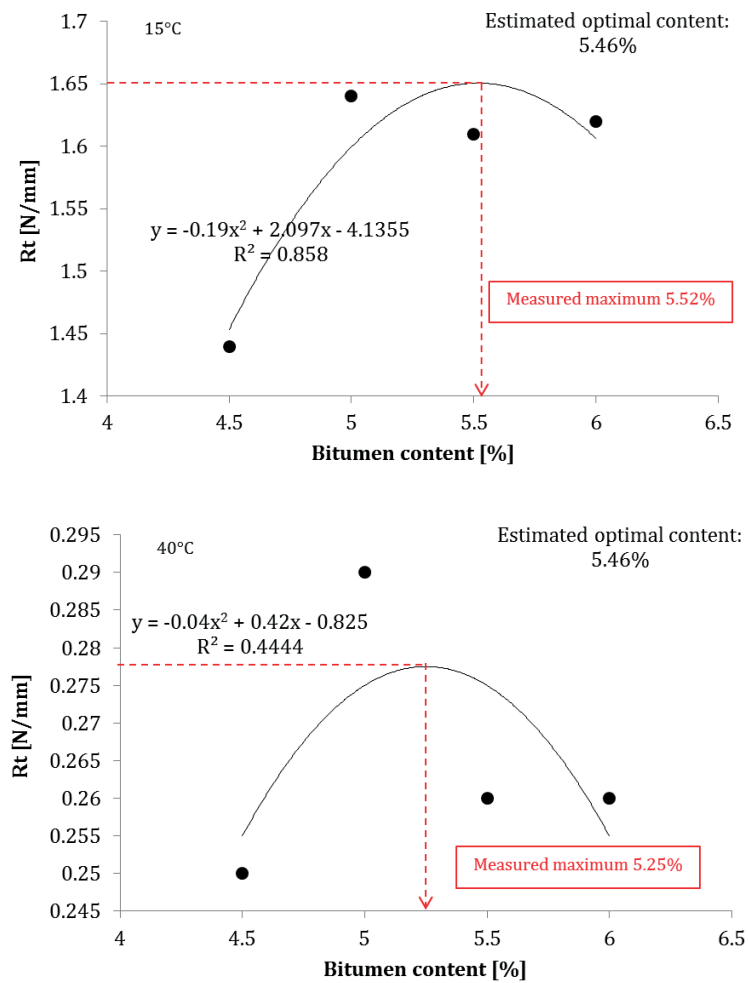 15°C
Estimated optimal content:
5.46%
1.7
1.65
1.6
1.55
1.5
1.45
1.4
Rt [N/mm]
y = -0.19x² + 2.097x - 4.1355
R² = 0.858
Measured maximum 5.52%
4 4.5 5 5.5 6 6.5
Bitumen content [%]
40°C
Estimated optimal content:
5.46%
0.295
0.29
0.285
0.28
0.275
0.27
0.265
0.26
0.255
0.25
0.245
Rt [N/mm]
y = -0.04x² + 0.42x - 0.825
R² = 0.4444
Measured maximum 5.25%
4 4.5 5 5.5 6 6.5
Bitumen content [%]